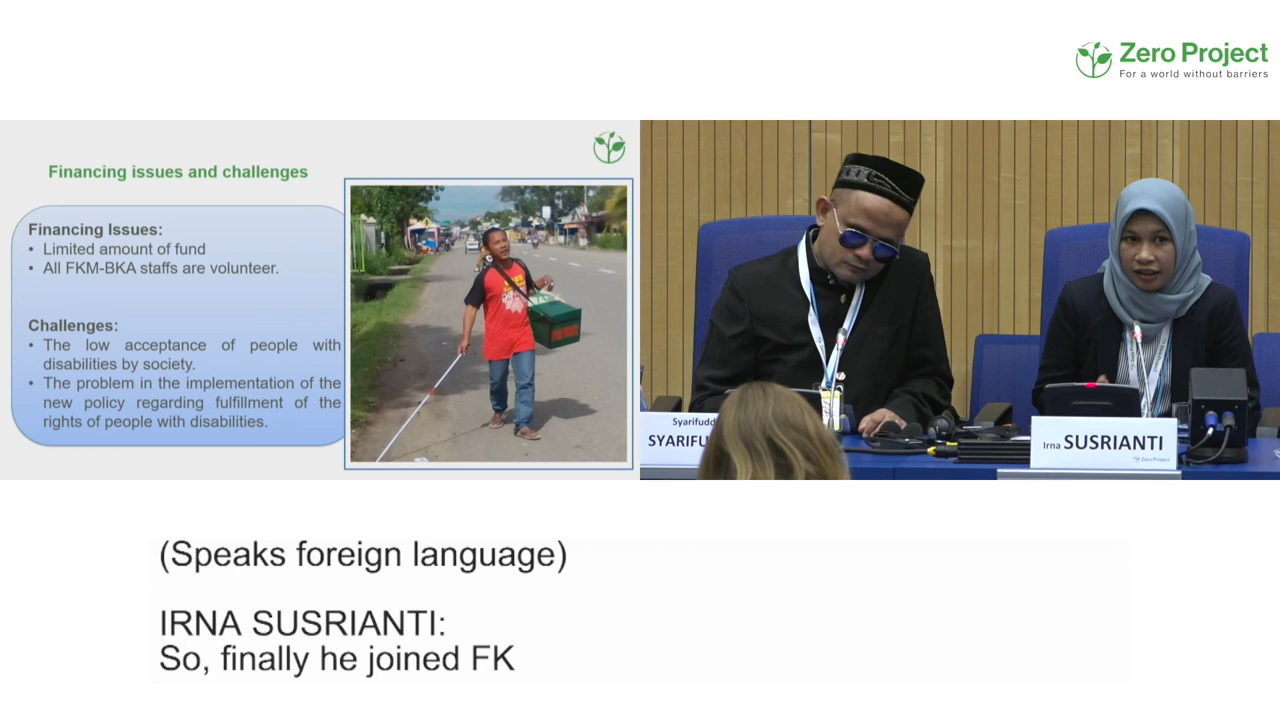 Zero Project
For a world without barriers
Financing issues and challenges
Financing Issues:
• Limited amount of fund
• All FKM-BKA staffs are volunteer.
Challenges:
• The low acceptance of people with
disabilities by society.
• The problem in the implementation of the
new policy regarding fulfillment of the
rights of people with disabilities.
Syarifudd
SYARIFU
Irna SUSRIANTI
Zero Project
(Speaks foreign language)
IRNA SUSRIANTI:
So, finally he joined FK